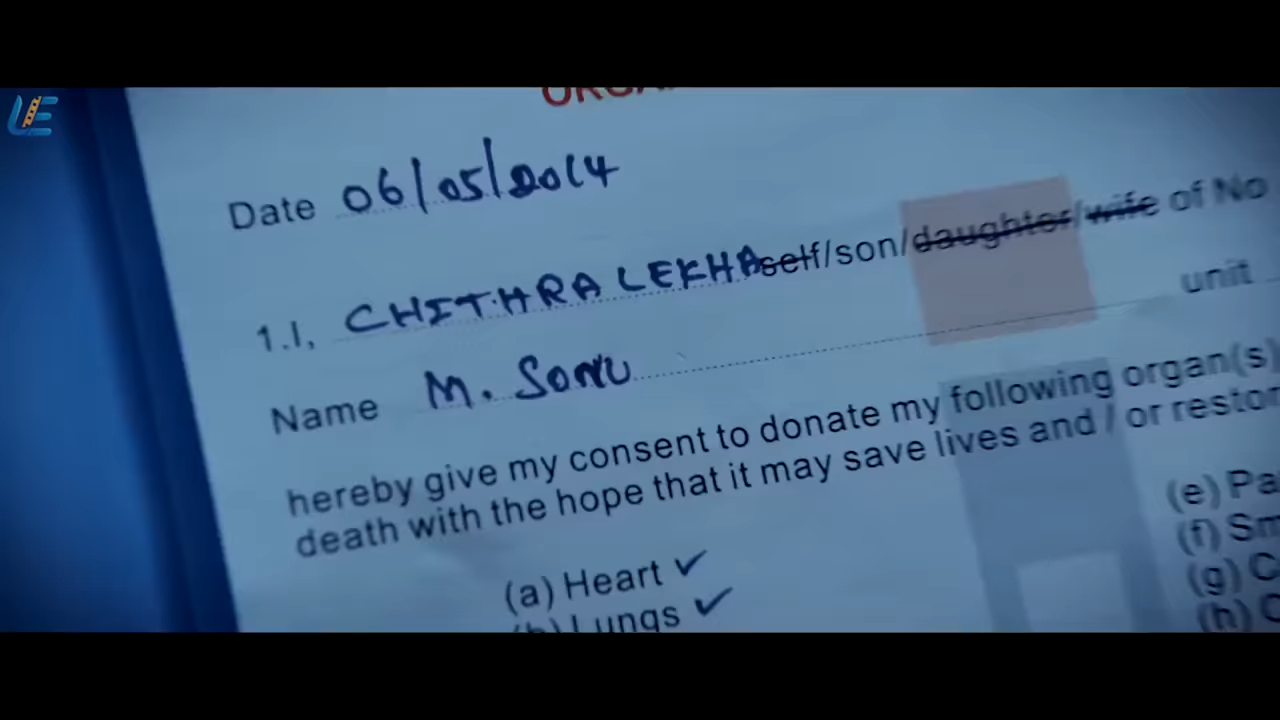 UE
Date 06/05/2014
1.I, CHITHRA LEKHA self/son/daughter/wife of No
unit
Name M. SONU
hereby give my consent to donate my following organ(s)
death with the hope that it may save lives and / or restor
(a) Heart ✓
(b) Lungs ✓
(e) Pa
(f) Sm
(g) C
(h) C